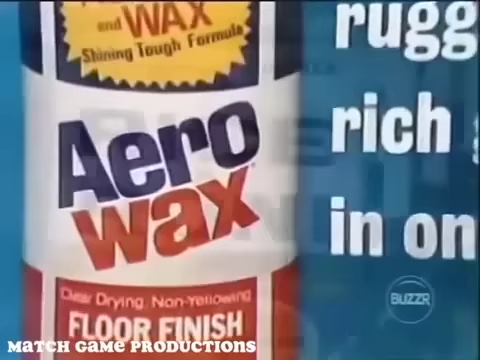 and WAX
Shining Tough Formula
Aero
wax
Clear Drying, Non-Yellowing
FLOOR FINISH
rugg
rich
in on
BUZZR
MATCH GAME PRODUCTIONS